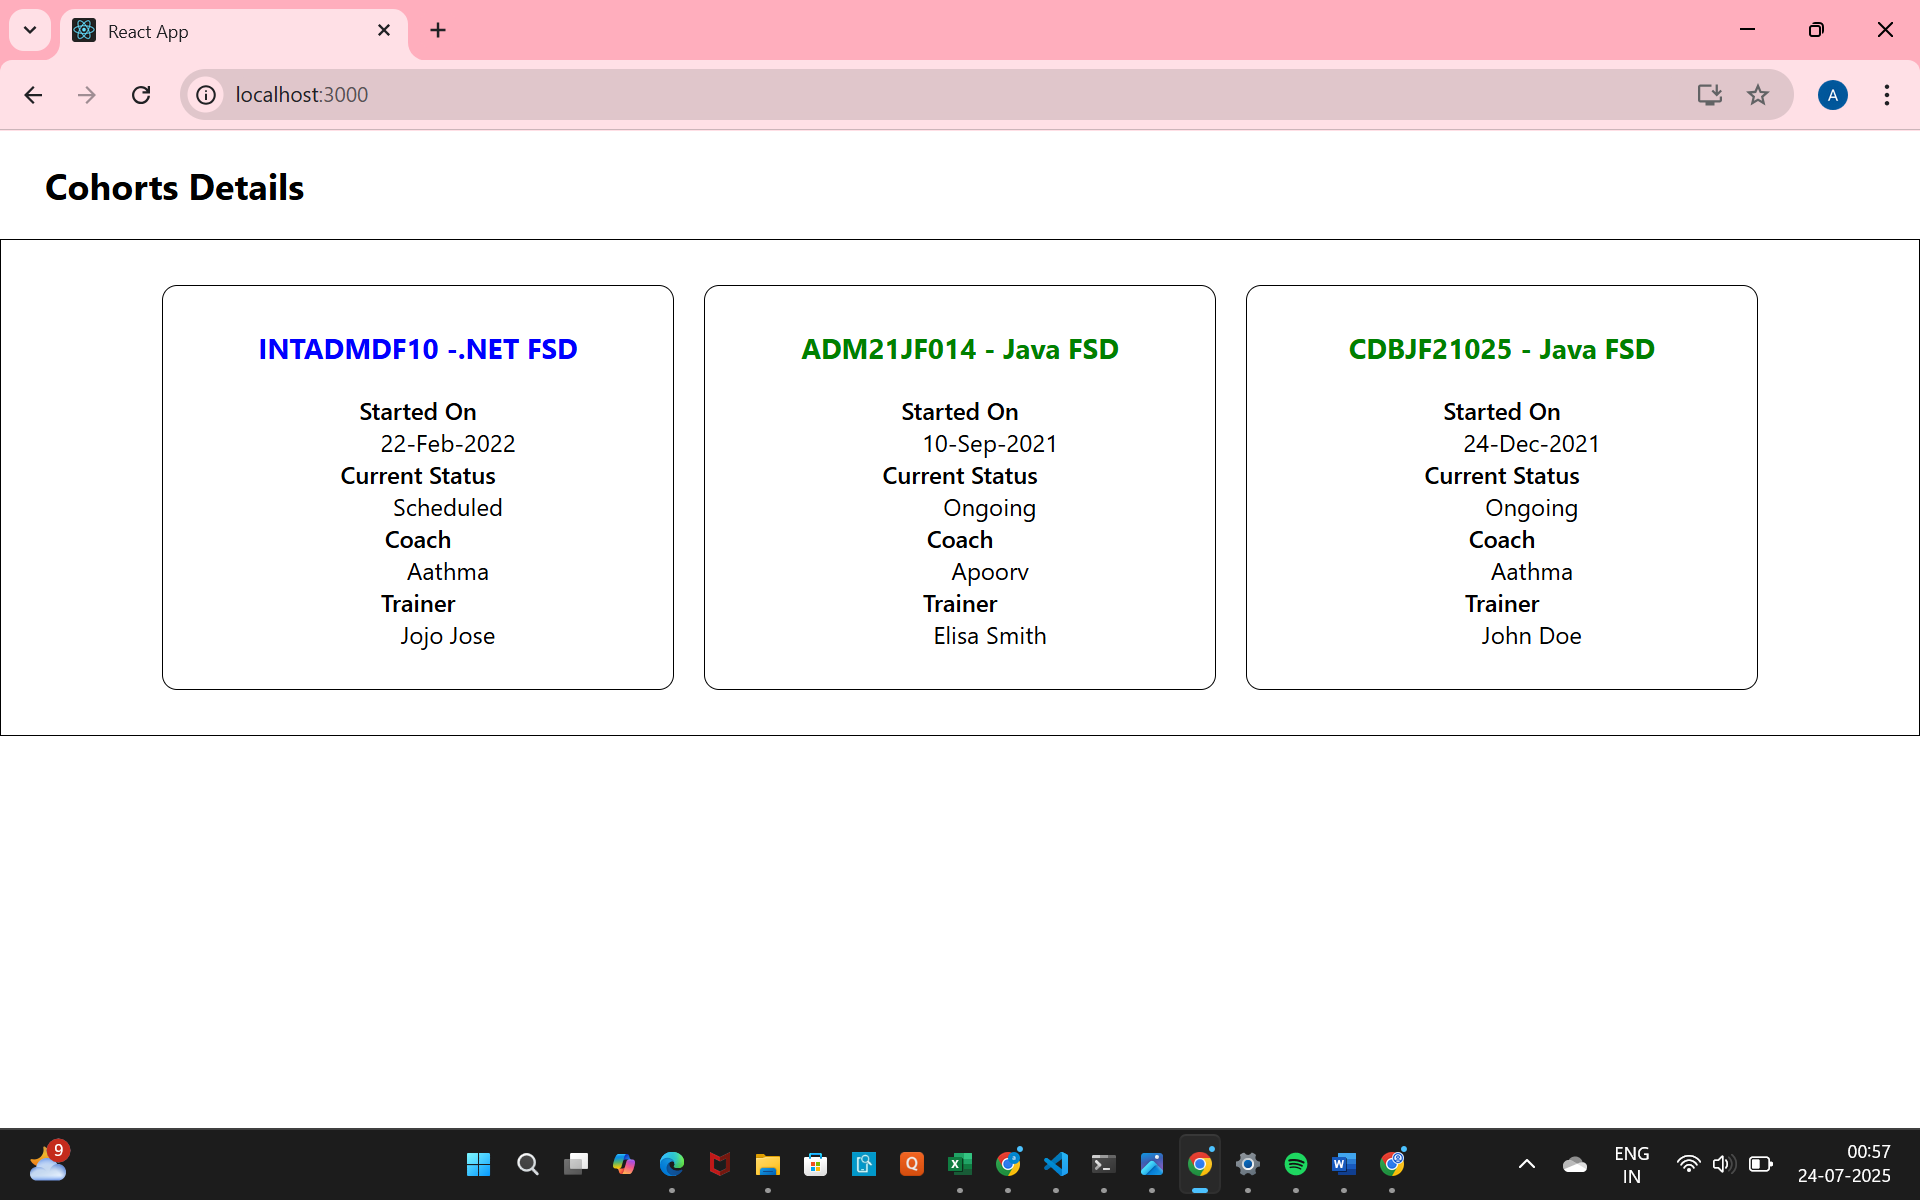 React App
localhost:3000
A
Cohorts Details
INTADMDF10 -.NET FSD
Started On
22-Feb-2022
Current Status
Scheduled
Coach
Aathma
Trainer
Jojo Jose
ADM21JF014 - Java FSD
Started On
10-Sep-2021
Current Status
Ongoing
Coach
Apoorv
Trainer
Elisa Smith
CDBJF21025 - Java FSD
Started On
24-Dec-2021
Current Status
Ongoing
Coach
Aathma
Trainer
John Doe
9
ENG
IN
00:57
24-07-2025